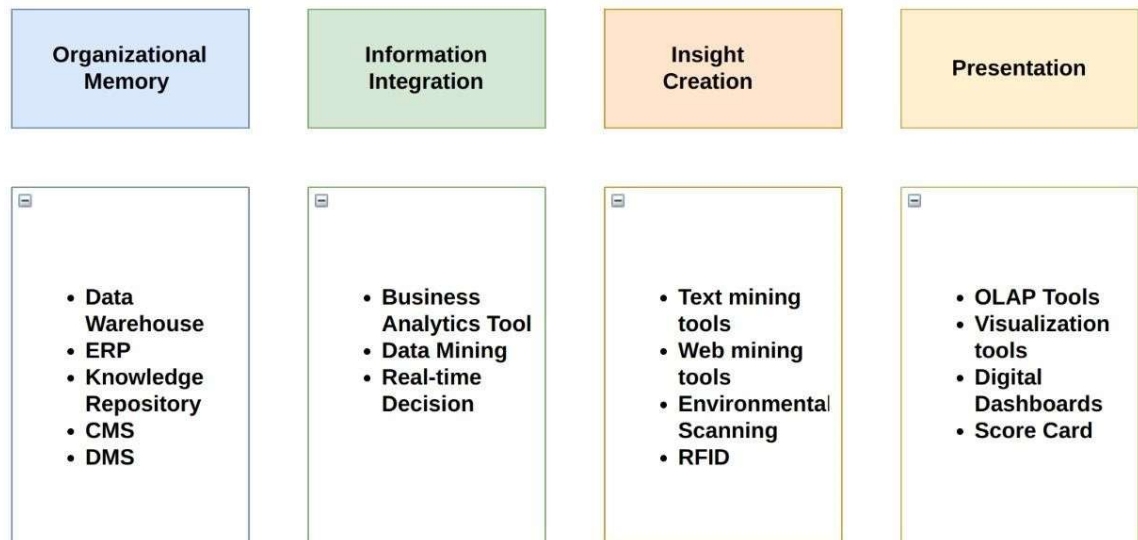 Organizational
Memory
Information
Integration
Insight
Creation
Presentation
• Data
Warehouse
• ERP
• Knowledge
Repository
• CMS
• DMS
• Business
Analytics Tool
• Data Mining
• Real-time
Decision
• Text mining
tools
• Web mining
tools
• Environmental
Scanning
• RFID
• OLAP Tools
• Visualization
tools
• Digital
Dashboards
• Score Card